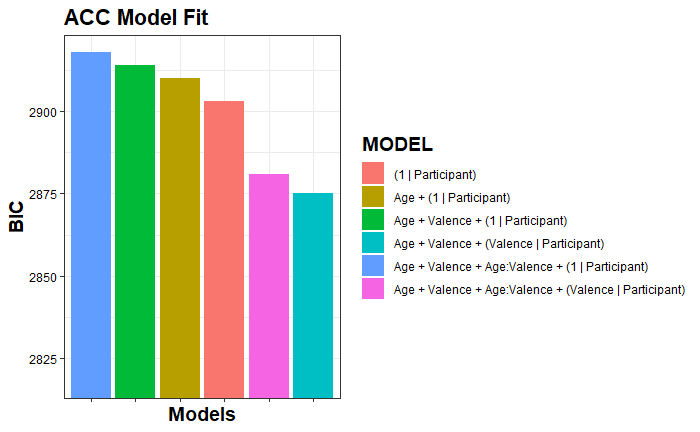 ACC Model Fit
BIC
2900
2875
2850
2825
Models
MODEL
(1 | Participant)
Age + (1 | Participant)
Age + Valence + (1 | Participant)
Age + Valence + (Valence | Participant)
Age + Valence + Age:Valence + (1 | Participant)
Age + Valence + Age:Valence + (Valence | Participant)